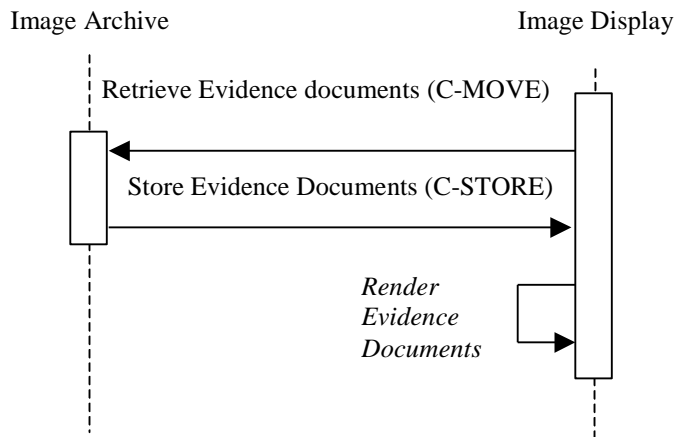 Image Archive
Image Display
Retrieve Evidence documents (C-MOVE)
Store Evidence Documents (C-STORE)
Render
Evidence
Documents